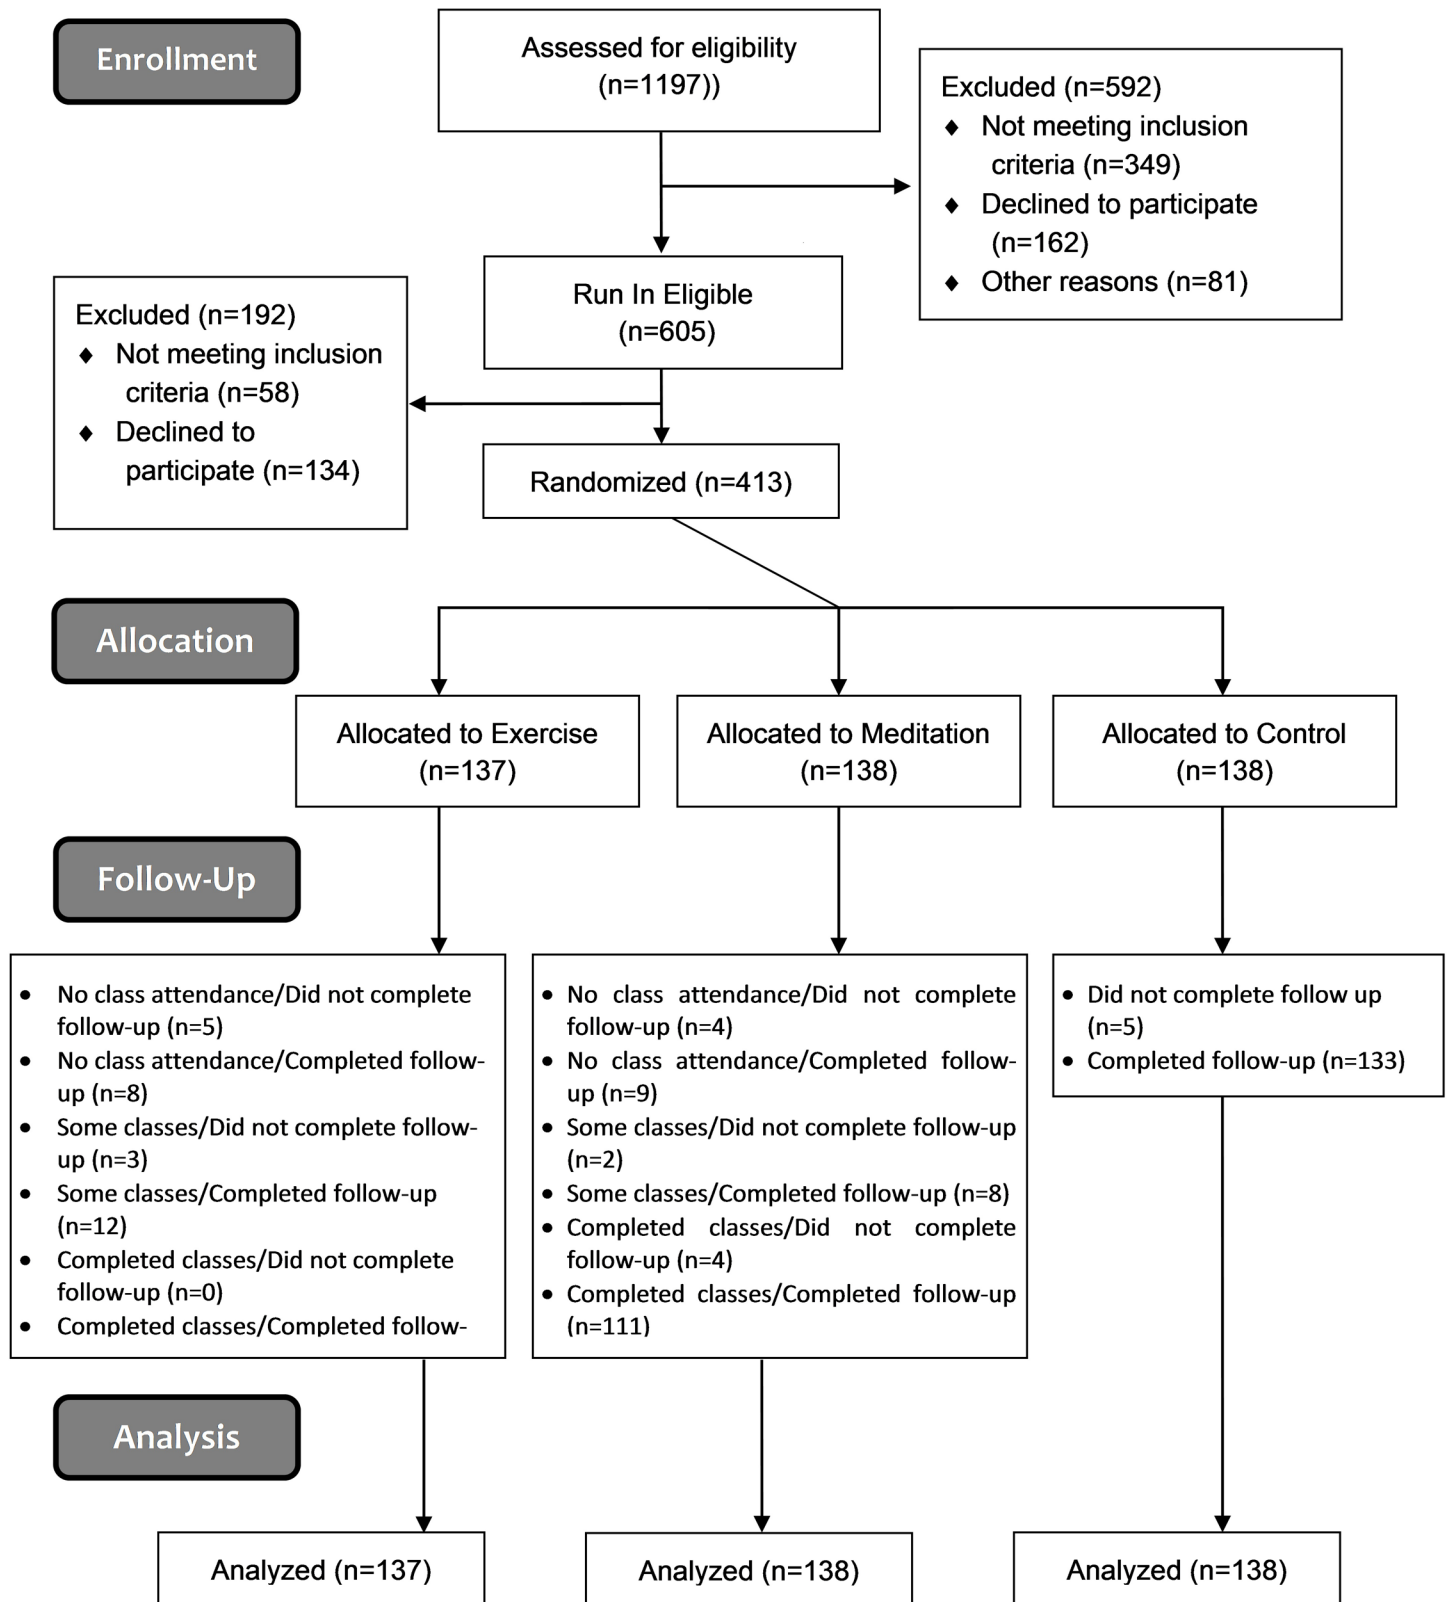 Enrollment
Assessed for eligibility
(n=1197))
Excluded (n=592)
♦ Not meeting inclusion
criteria (n=349)
♦ Declined to participate
(n=162)
♦ Other reasons (n=81)
Run In Eligible
(n=605)
Excluded (n=192)
♦ Not meeting inclusion
criteria (n=58)
♦ Declined to
participate (n=134)
Randomized (n=413)
Allocation
Allocated to Exercise
(n=137)
Allocated to Meditation
(n=138)
Allocated to Control
(n=138)
Follow-Up
• No class attendance/Did not complete
follow-up (n=5)
• No class attendance/Completed follow-
up (n=8)
• Some classes/Did not complete follow-
up (n=3)
• Some classes/Completed follow-up
(n=12)
• Completed classes/Did not complete
follow-up (n=0)
• Completed classes/Completed follow-
• No class attendance/Did not complete
follow-up (n=4)
• No class attendance/Completed follow-
up (n=9)
• Some classes/Did not complete follow-up
(n=2)
• Some classes/Completed follow-up (n=8)
• Completed classes/Did not complete
follow-up (n=4)
• Completed classes/Completed follow-up
(n=111)
• Did not complete follow up
(n=5)
• Completed follow-up (n=133)
Analysis
Analyzed (n=137)
Analyzed (n=138)
Analyzed (n=138)